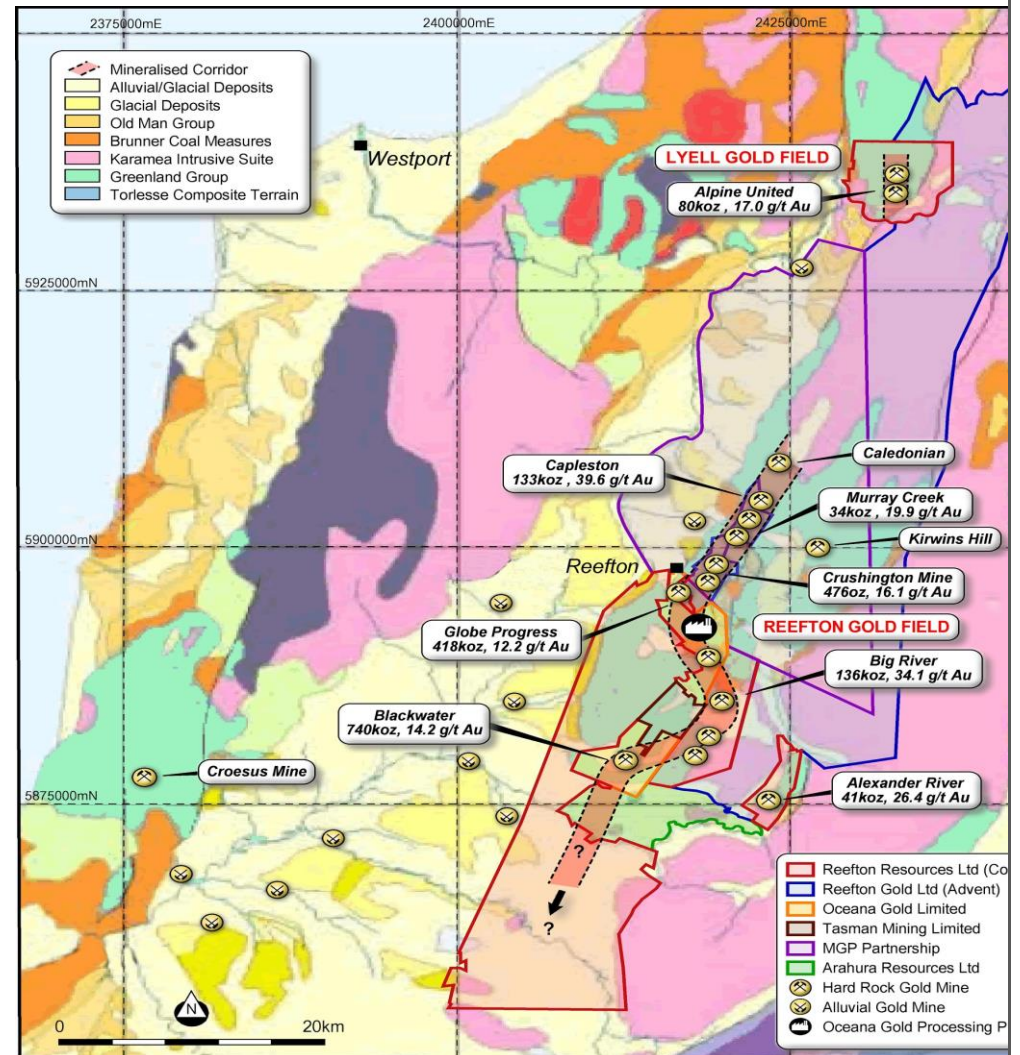 2375000mE
2400000mE
2425000mE
Mineralised Corridor
Alluvial/Glacial Deposits
Glacial Deposits
Old Man Group
Brunner Coal Measures
Karamea Intrusive Suite
Greenland Group
Torlesse Composite Terrain
Westport
LYELL GOLD FIELD
Alpine United
80koz , 17.0 g/t Au
5925000mN
Caledonian
Capleston
133koz , 39.6 g/t Au
Murray Creek
34koz , 19.9 g/t Au
Kirwins Hill
5900000mN
Reefton
Crushington Mine
476oz, 16.1 g/t Au
REEFTON GOLD FIELD
Globe Progress
418koz, 12.2 g/t Au
Big River
136koz, 34.1 g/t Au
Blackwater
740koz, 14.2 g/t Au
Croesus Mine
Alexander River
41koz, 26.4 g/t Au
5875000mN
?
?
Reefton Resources Ltd (Co
Reefton Gold Ltd (Advent)
Oceana Gold Limited
Tasman Mining Limited
MGP Partnership
Arahura Resources Ltd
Hard Rock Gold Mine
Alluvial Gold Mine
Oceana Gold Processing P
N
0
20km